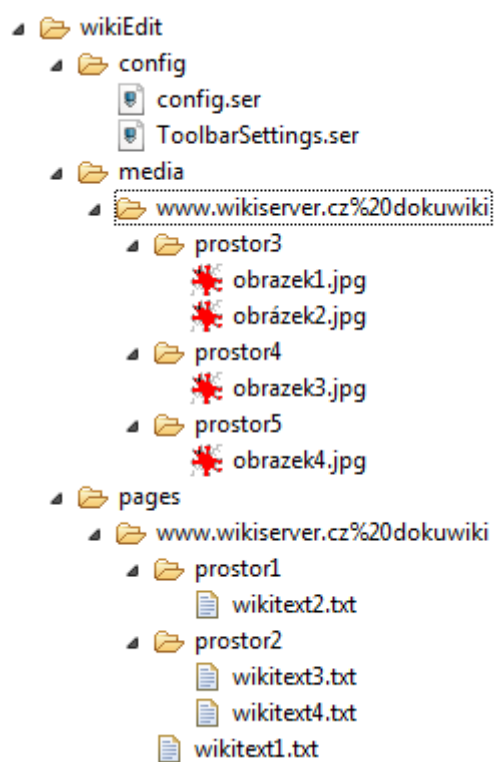 wikiEdit
config
config.ser
ToolbarSettings.ser
media
www.wikiserver.cz%20dokuwiki
prostor3
obrazek1.jpg
obrázek2.jpg
prostor4
obrazek3.jpg
prostor5
obrazek4.jpg
pages
www.wikiserver.cz%20dokuwiki
prostor1
wikitext2.txt
prostor2
wikitext3.txt
wikitext4.txt
wikitext1.txt